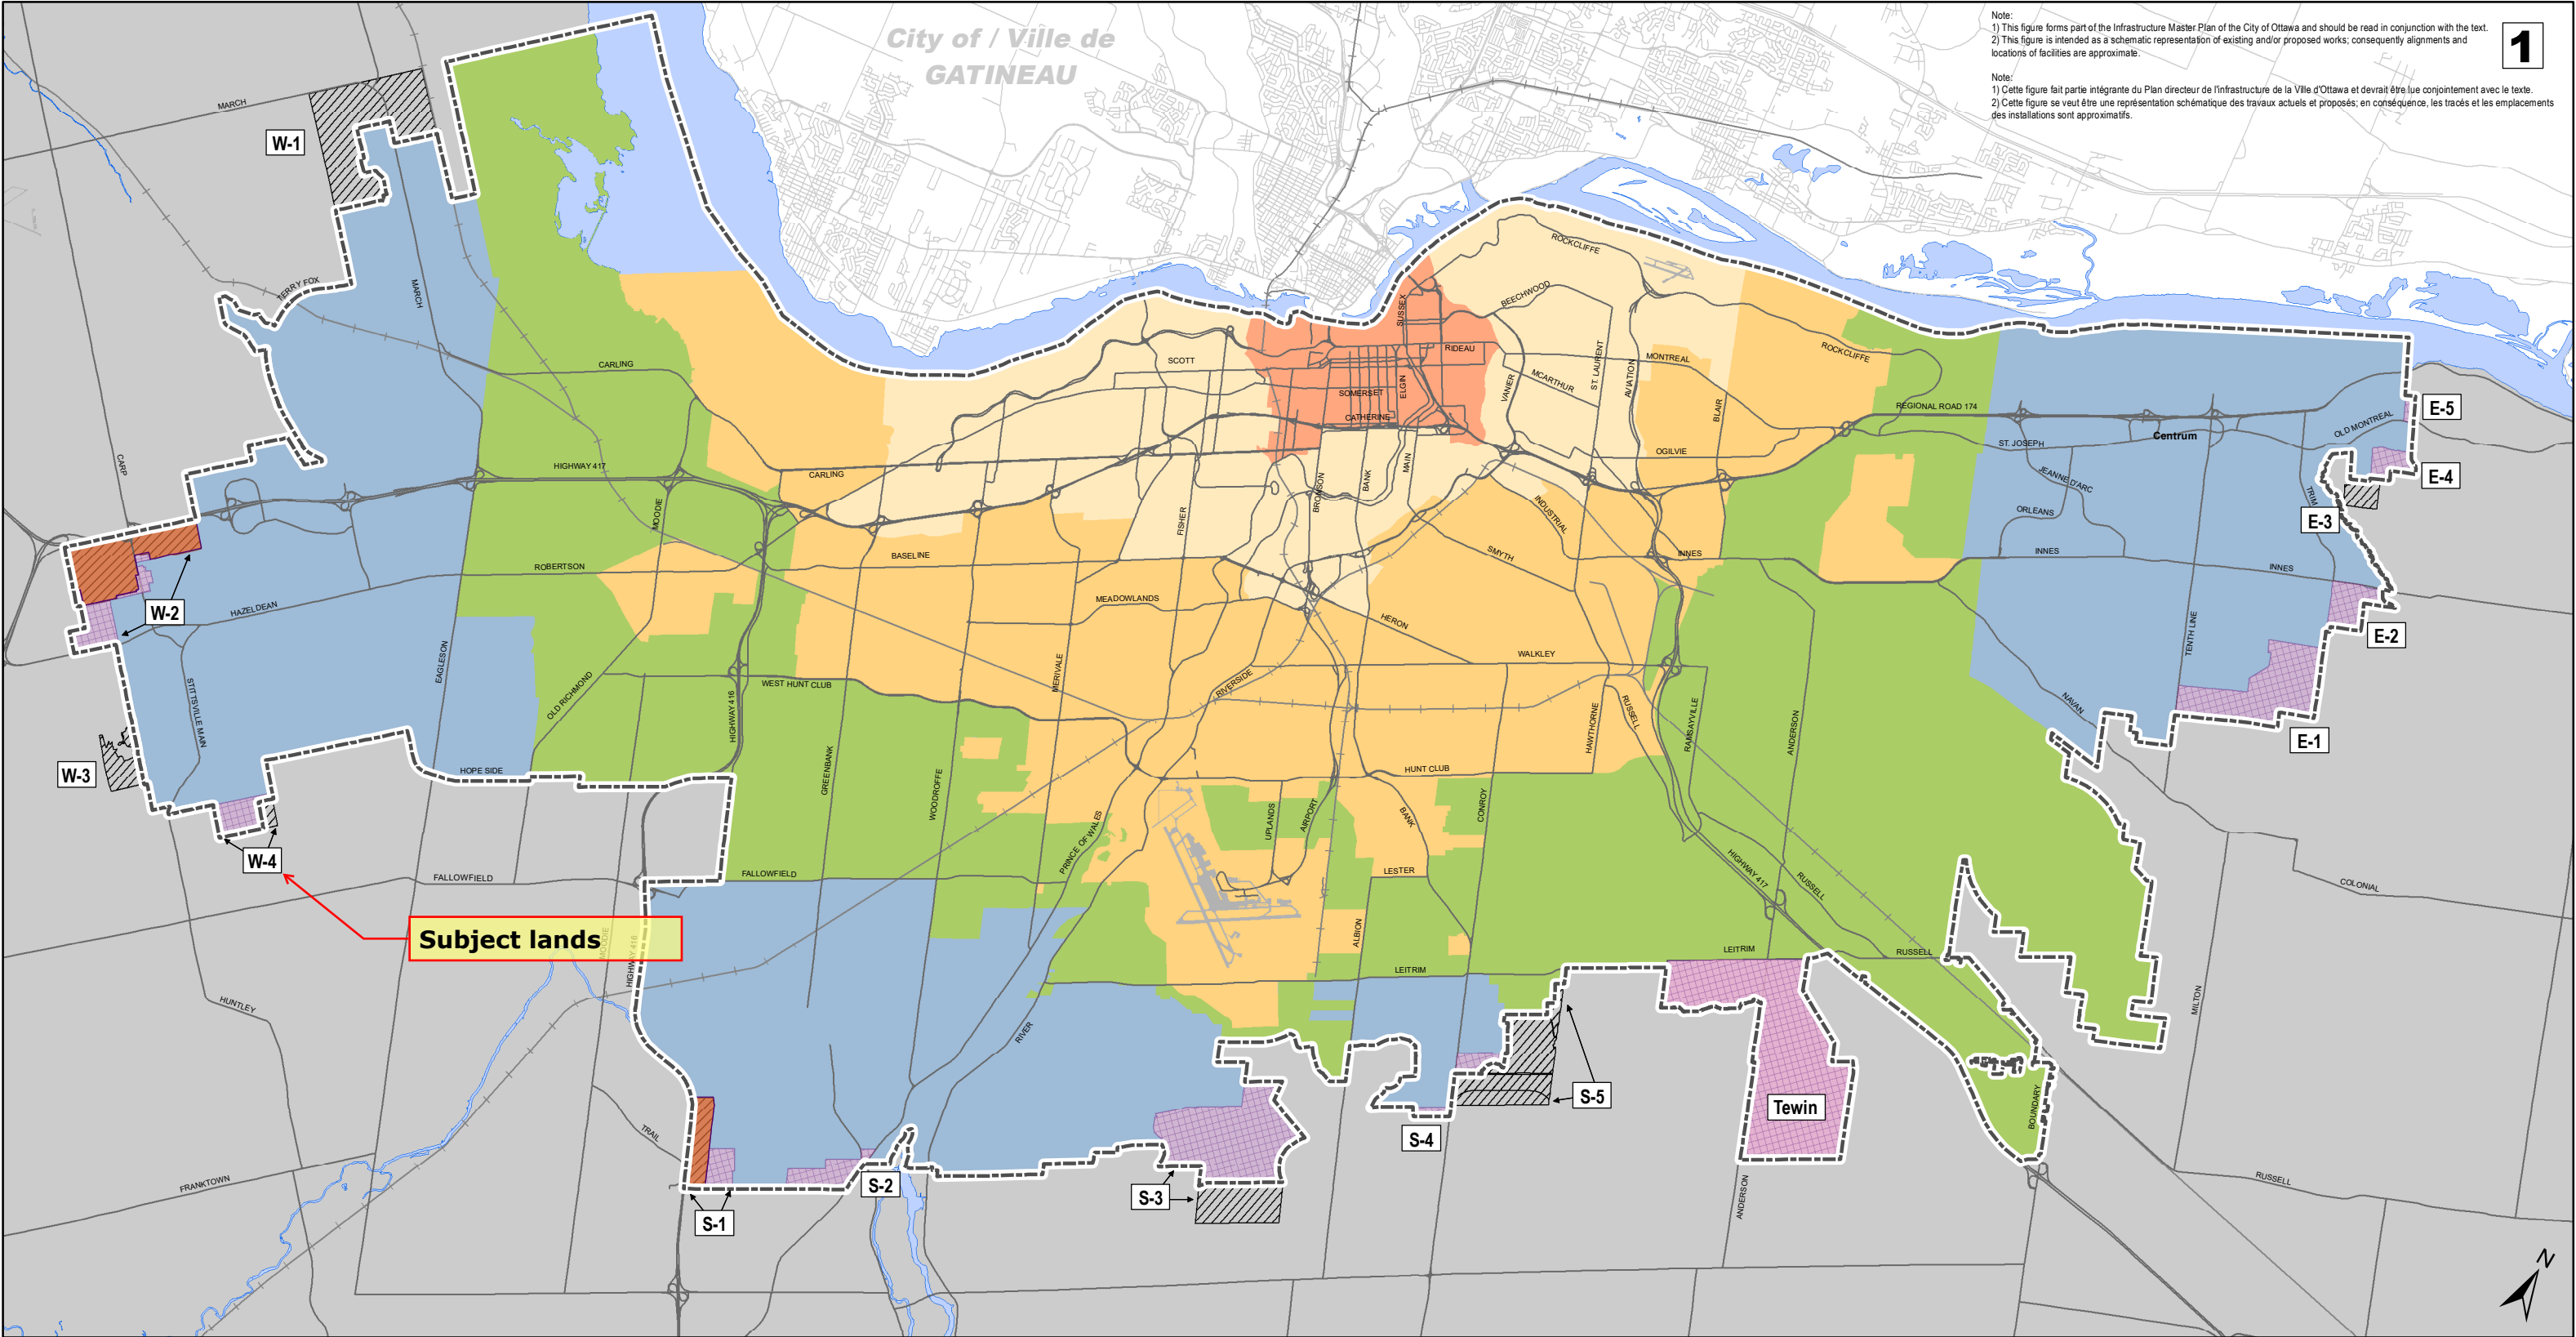 Note:
1) This figure forms part of the Infrastructure Master Plan of the City of Ottawa and should be read in conjunction with the text.
2) This figure is intended as a schematic representation of existing and/or proposed works; consequently alignments and
locations of facilities are approximate.
Note:
1) Cette figure fait partie intégrante du Plan directeur de l'infrastructure de la Ville d'Ottawa et devrait être lue conjointement avec le texte.
2) Cette figure se veut être une représentation schématique des travaux actuels et proposés; en conséquence, les tracés et les emplacements
des installations sont approximatifs.
1
City of / Ville de
GATINEAU
MARCH
W-1
TERRY FOX
MARCH
CARLING
CARP
HIGHWAY 417
MOODIE
CARLING
SCOTT
FISHER
BASELINE
ROBERTSON
HAZELDEAN
W-2
MEADOWLANDS
EAGLESON
STITTSVILLE MAIN
OLD RICHMOND
HIGHWAY 416
WEST HUNT CLUB
MERIVALE
GREENBANK
WOODROFFE
HOPE SIDE
W-3
W-4
FALLOWFIELD
FALLOWFIELD
PRINCE OF WALES
Subject lands
MOODIE
HIGHWAY 416
HUNTLEY
RIVER
TRAIL
FRANKTOWN
S-1
S-2
S-3
S-4
S-5
ROCKCLIFFE
BEECHWOOD
SUSSEX
RIDEAU
SOMERSET
ELGIN
CATHERINE
VANIER
MCARTHUR
ST. LAURENT
AVIATION
MONTREAL
ROCKCLIFFE
BLAIR
OGILVIE
MAIN
BANK
BRONSON
INDUSTRIAL
SMYTH
INNES
HERON
WALKLEY
RIVERSIDE
HAWTHORNE
RUSSELL
RAMSAYVILLE
ANDERSON
HUNT CLUB
UPLANDS
AIRPORT
BANK
CONROY
LESTER
ALBION
LEITRIM
LEITRIM
HIGHWAY 417
RUSSELL
RUSSELL
Tewin
ANDERSON
BOUNDARY
MILTON
RUSSELL
COLONIAL
REGIONAL ROAD 174
ST. JOSEPH
Centrum
JEANNE D'ARC
ORLEANS
INNES
INNES
TRIM
OLD MONTREAL
E-5
E-4
E-3
E-2
E-1
TENTH LINE
NAVAN
N